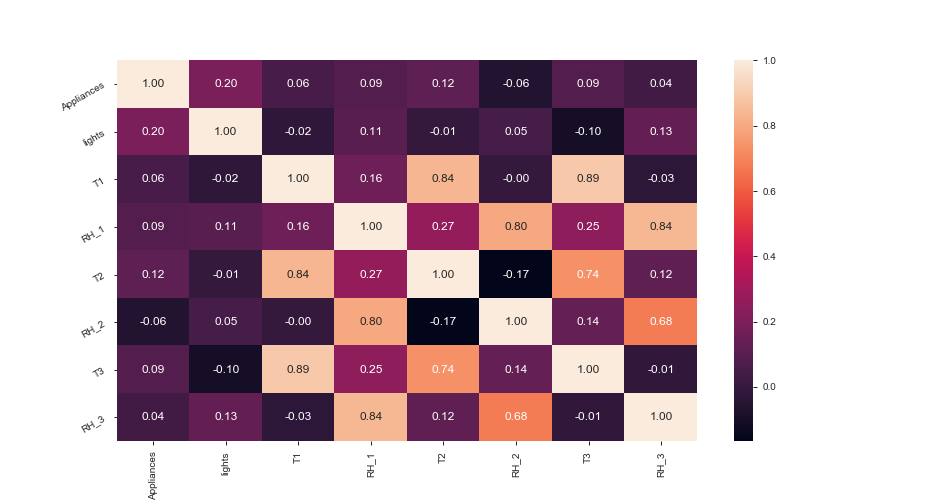 Appliances 1.00 0.20 0.06 0.09 0.12 -0.06 0.09 0.04
lights 0.20 1.00 -0.02 0.11 -0.01 0.05 -0.10 0.13
T1 0.06 -0.02 1.00 0.16 0.84 -0.00 0.89 -0.03
RH_1 0.09 0.11 0.16 1.00 0.27 0.80 0.25 0.84
T2 0.12 -0.01 0.84 0.27 1.00 -0.17 0.74 0.12
RH_2 -0.06 0.05 -0.00 0.80 -0.17 1.00 0.14 0.68
T3 0.09 -0.10 0.89 0.25 0.74 0.14 1.00 -0.01
RH_3 0.04 0.13 -0.03 0.84 0.12 0.68 -0.01 1.00
Appliances lights T1 RH_1 T2 RH_2 T3 RH_3
1.0
0.8
0.6
0.4
0.2
0.0